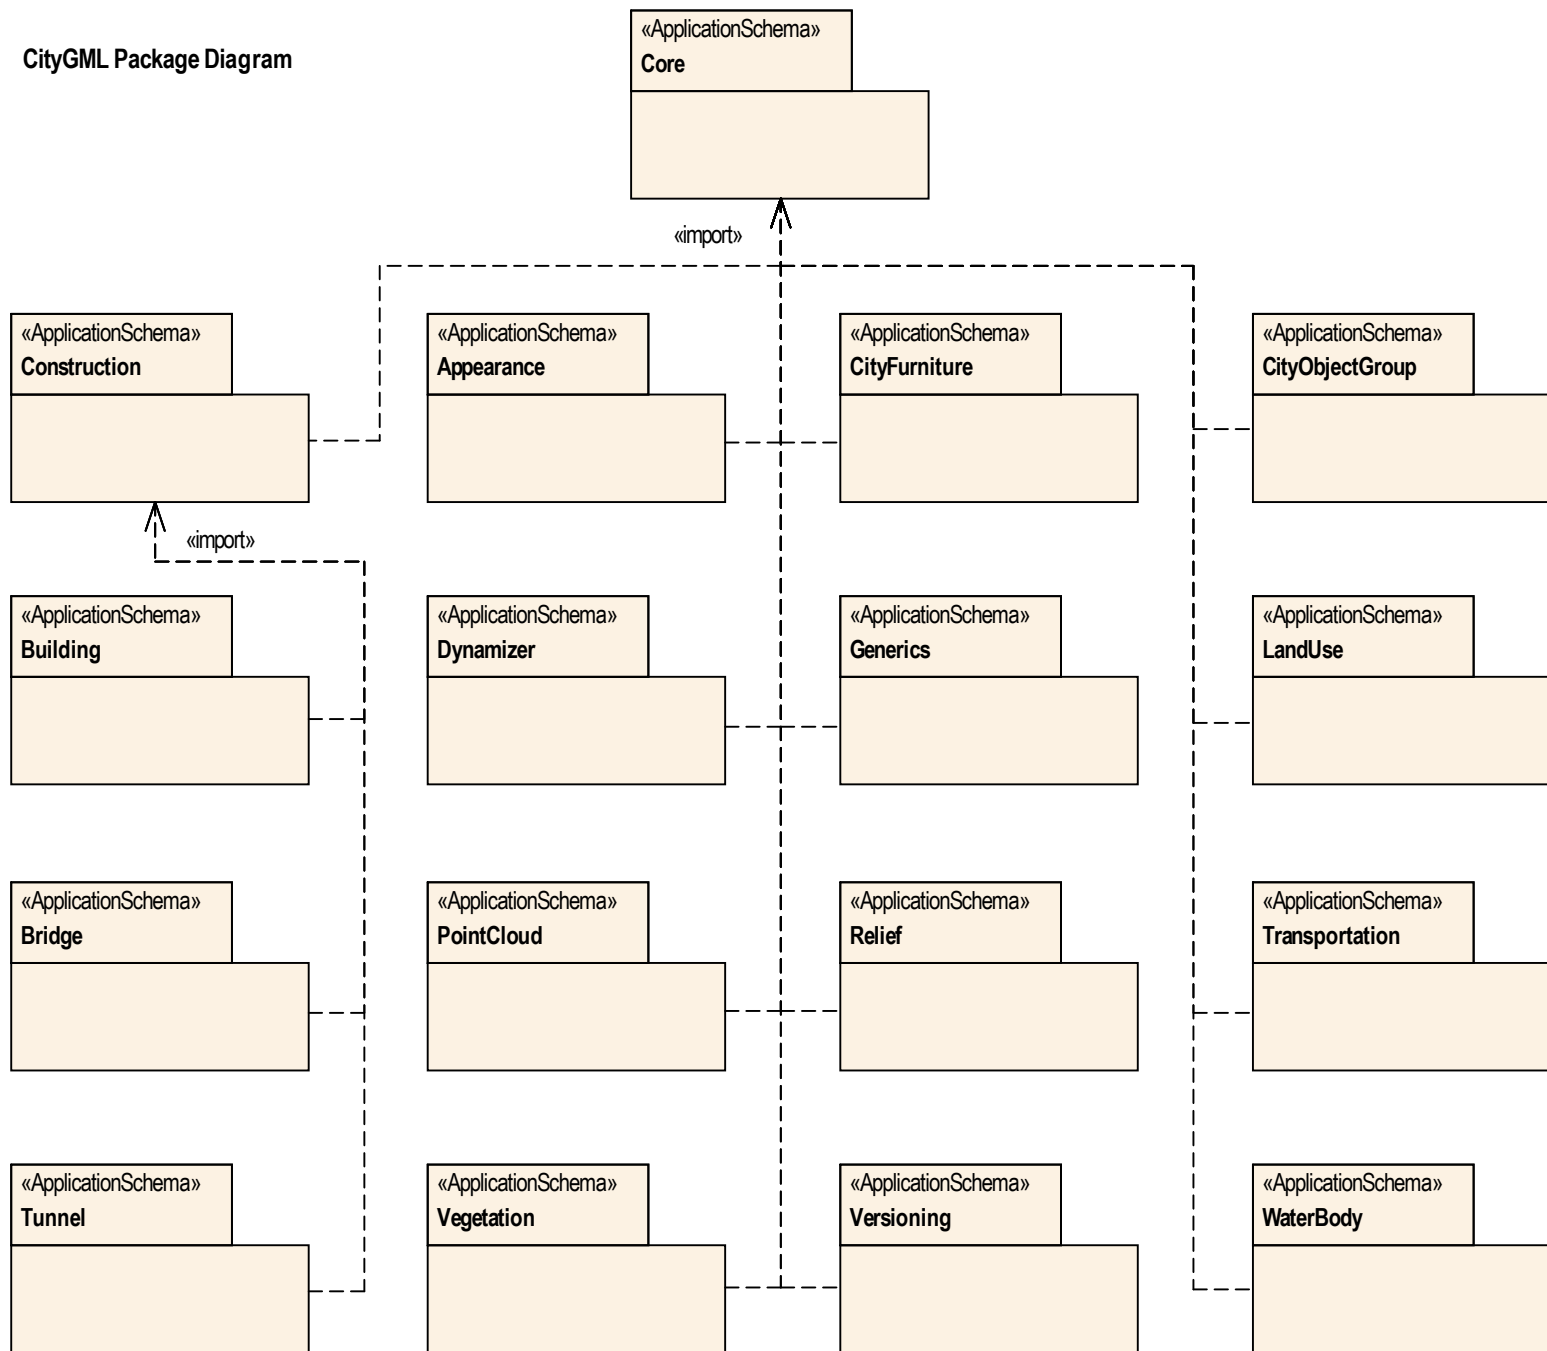 «ApplicationSchema»
Core
CityGML Package Diagram
«import»
«ApplicationSchema»
Construction
«ApplicationSchema»
Appearance
«ApplicationSchema»
CityFurniture
«ApplicationSchema»
CityObjectGroup
«import»
«ApplicationSchema»
Building
«ApplicationSchema»
Dynamizer
«ApplicationSchema»
Generics
«ApplicationSchema»
LandUse
«ApplicationSchema»
Bridge
«ApplicationSchema»
PointCloud
«ApplicationSchema»
Relief
«ApplicationSchema»
Transportation
«ApplicationSchema»
Tunnel
«ApplicationSchema»
Vegetation
«ApplicationSchema»
Versioning
«ApplicationSchema»
WaterBody